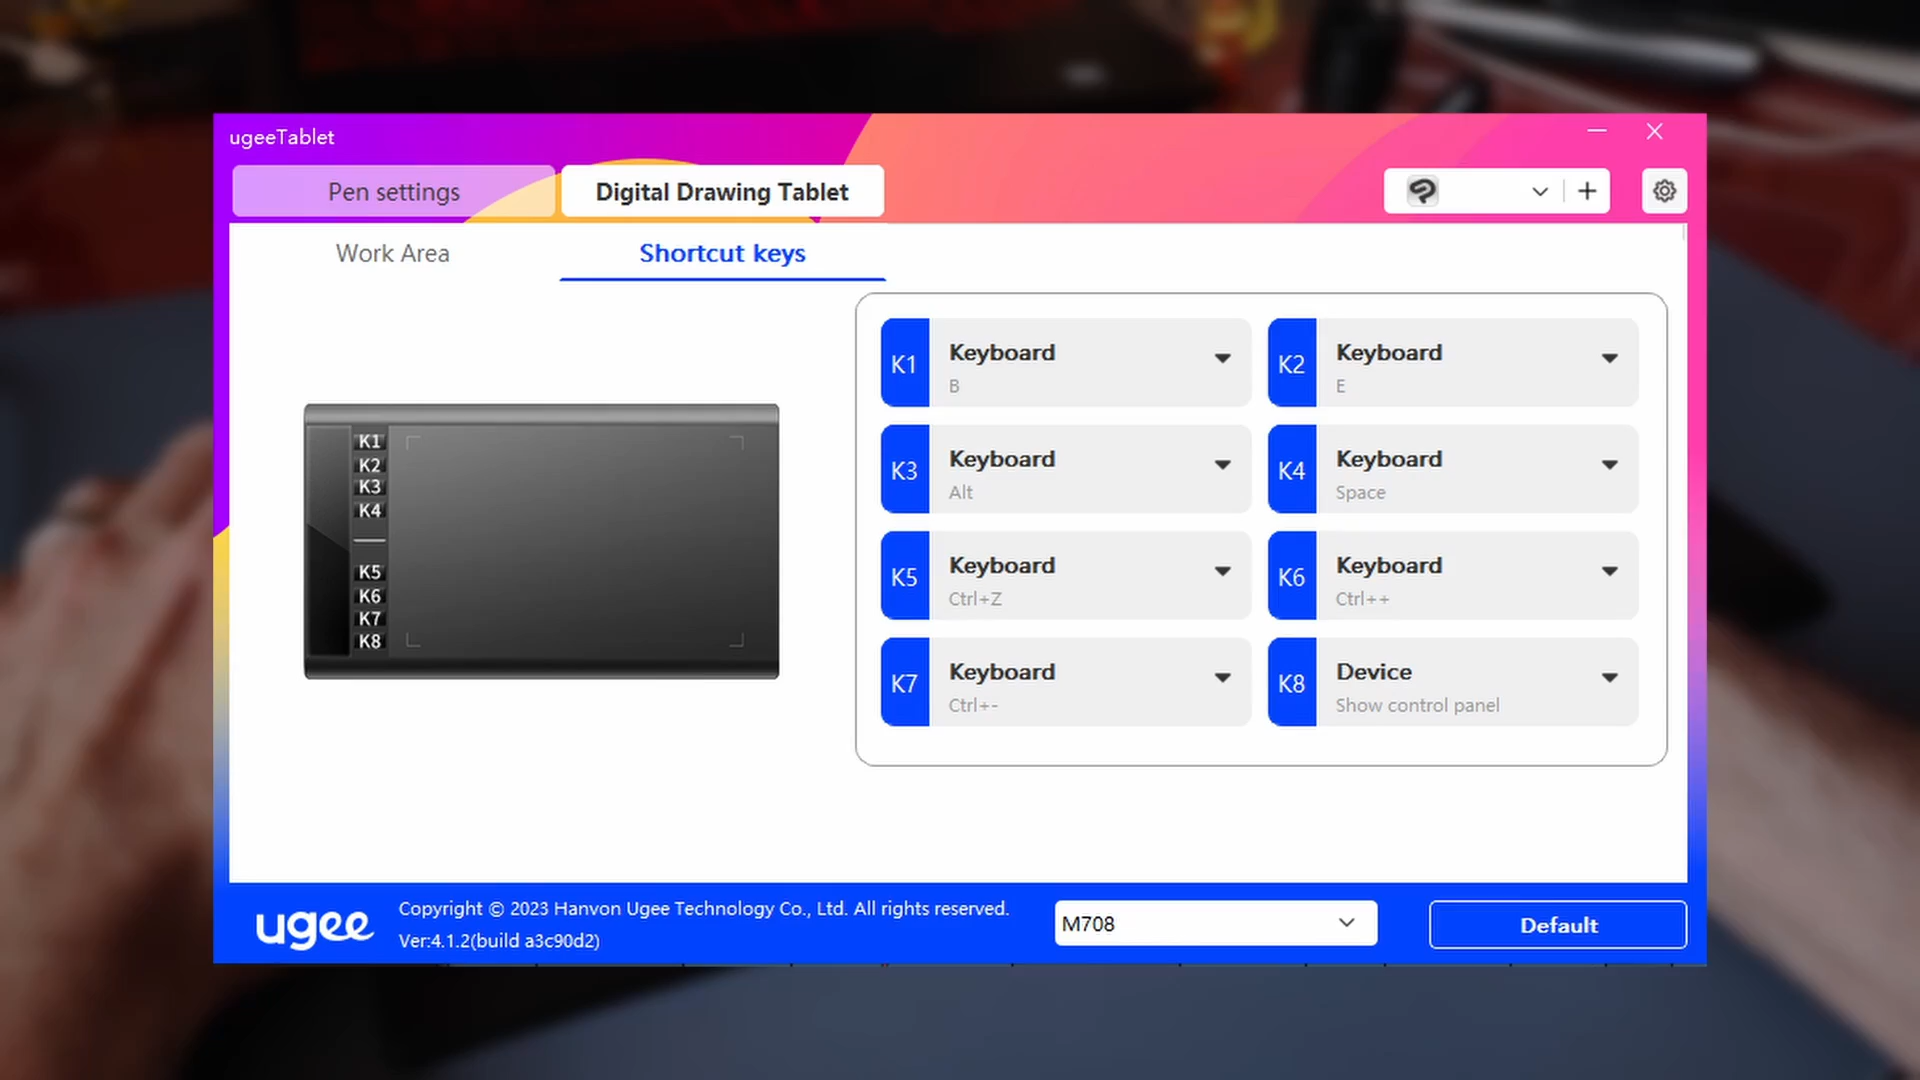 ugeeTablet
Pen settings
Digital Drawing Tablet
Work Area
Shortcut keys
K1
K2
K3
K4
K5
K6
K7
K8
K1
Keyboard
B
K2
Keyboard
E
K3
Keyboard
Alt
K4
Keyboard
Space
K5
Keyboard
Ctrl+Z
K6
Keyboard
Ctrl++
K7
Keyboard
Ctrl+-
K8
Device
Show control panel
ugee
Copyright © 2023 Hanvon Ugee Technology Co., Ltd. All rights reserved.
Ver:4.1.2(build a3c90d2)
M708
Default